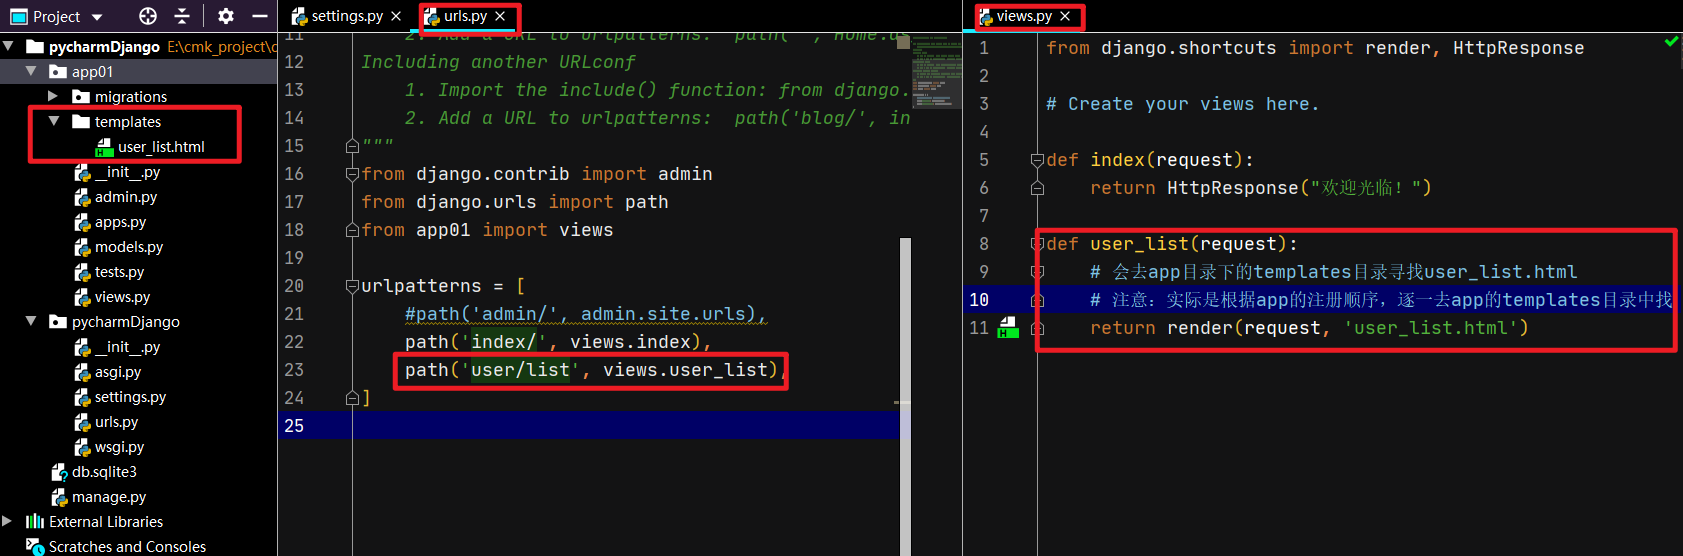 Project
pycharmDjango E:\cmk_project\c
app01
migrations
templates
user_list.html
__init__.py
admin.py
apps.py
models.py
tests.py
views.py
pycharmDjango
__init__.py
asgi.py
settings.py
urls.py
wsgi.py
db.sqlite3
manage.py
External Libraries
Scratches and Consoles
settings.py
urls.py
11 2. Add a URL to urlpatterns: path('', Home.as
12 Including another URLconf
13 1. Import the include() function: from django.
14 2. Add a URL to urlpatterns: path('blog/', in
15 """
16 from django.contrib import admin
17 from django.urls import path
18 from app01 import views
19
20 urlpatterns = [
21 #path('admin/', admin.site.urls),
22 path('index/', views.index),
23 path('user/list', views.user_list),
24 ]
25
views.py
1 from django.shortcuts import render, HttpResponse
2
3 # Create your views here.
4
5 def index(request):
6 return HttpResponse("欢迎光临！")
7
8 def user_list(request):
9 # 会去app目录下的templates目录寻找user_list.html
10 # 注意：实际是根据app的注册顺序，逐一去app的templates目录中找
11 return render(request, 'user_list.html')